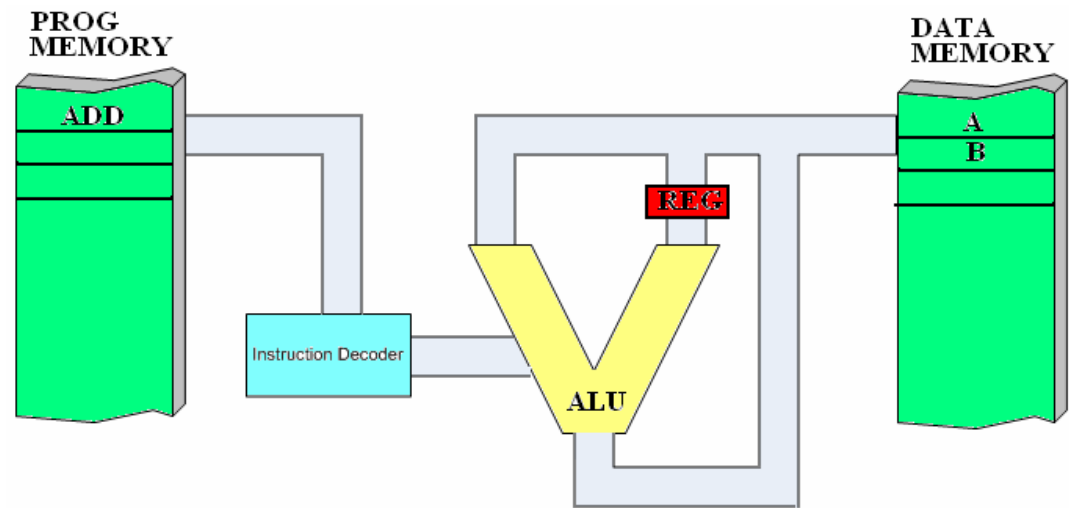 PROG
MEMORY
DATA
MEMORY
ADD
A
B
REG
Instruction Decoder
ALU